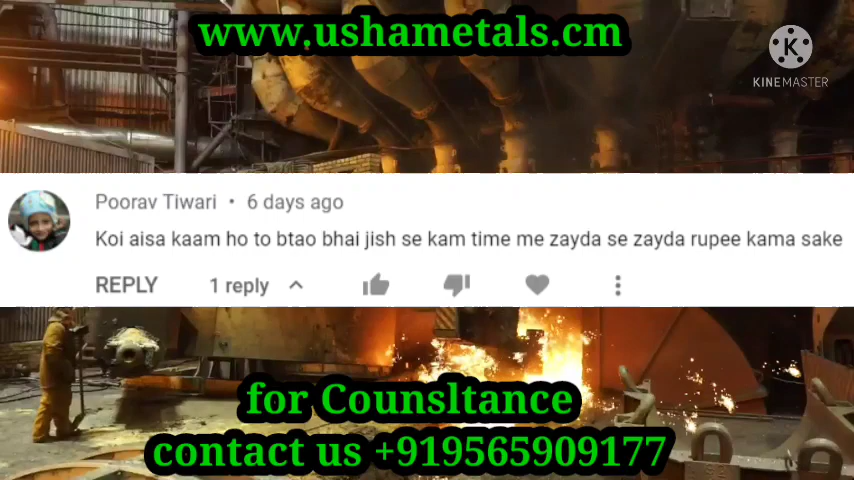 www.ushametals.cm
KINEMASTER
Poorav Tiwari • 6 days ago
Koi aisa kaam ho to btao bhai jish se kam time me zayda se zayda rupee kama sake
REPLY 1 reply
for Counsltance
contact us +919565909177